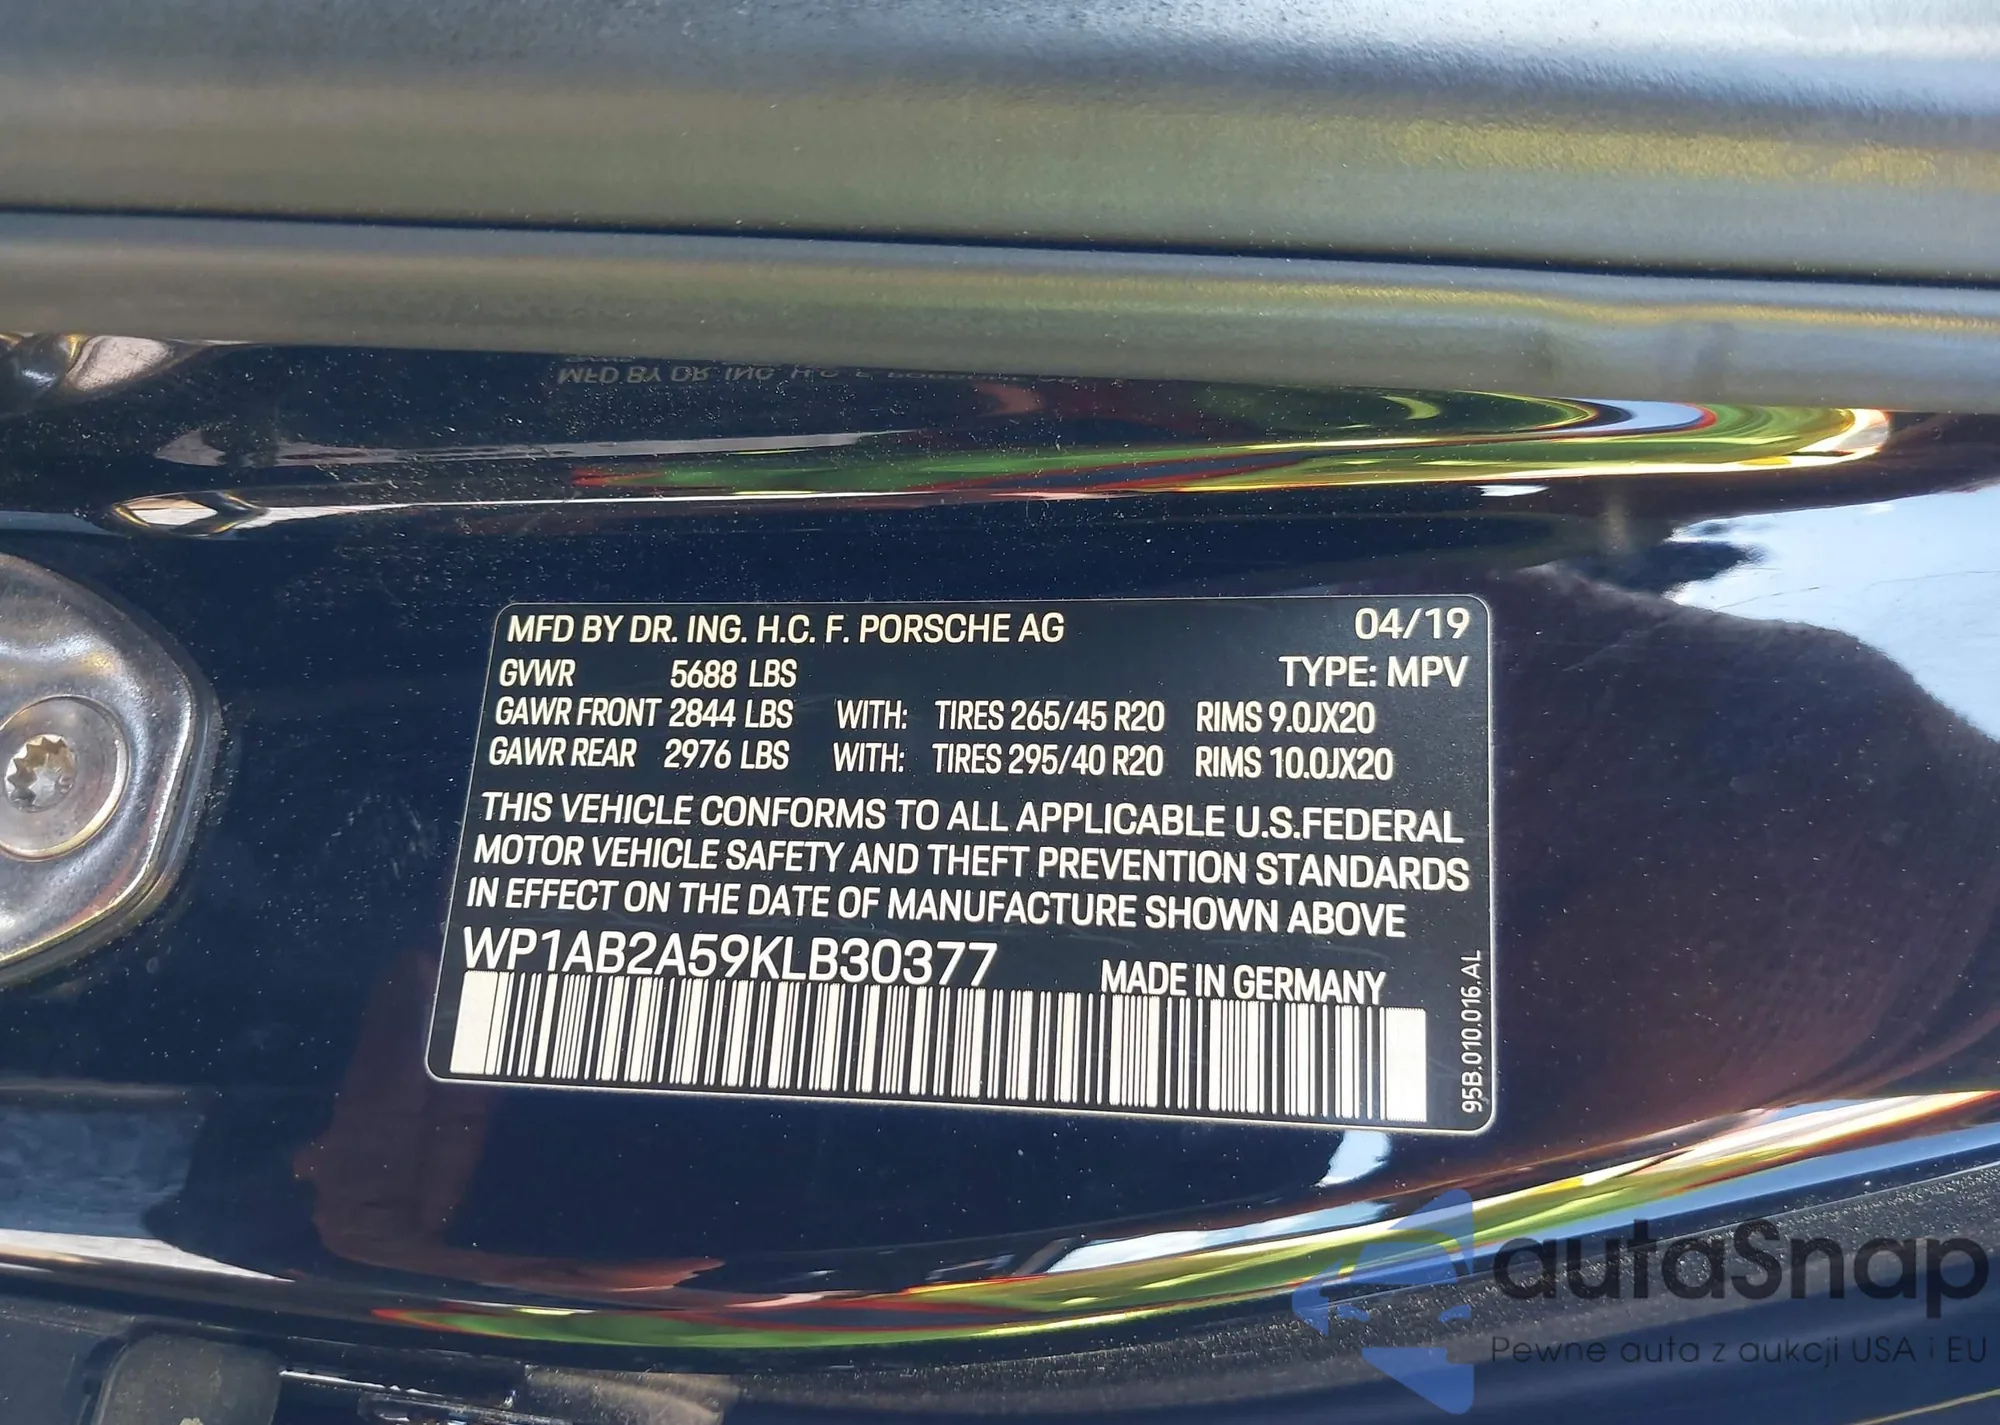 MFD BY DR. ING. H.C. F. PORSCHE AG 04/19
GVWR 5688 LBS TYPE: MPV
GAWR FRONT 2844 LBS WITH: TIRES 265/45 R20 RIMS 9.0JX20
GAWR REAR 2976 LBS WITH: TIRES 295/40 R20 RIMS 10.0JX20
THIS VEHICLE CONFORMS TO ALL APPLICABLE U.S.FEDERAL
MOTOR VEHICLE SAFETY AND THEFT PREVENTION STANDARDS
IN EFFECT ON THE DATE OF MANUFACTURE SHOWN ABOVE
WP1AB2A59KLB30377 MADE IN GERMANY
95B.010.016.AL
autaSnap
Pewne auta z aukcji USA i EU